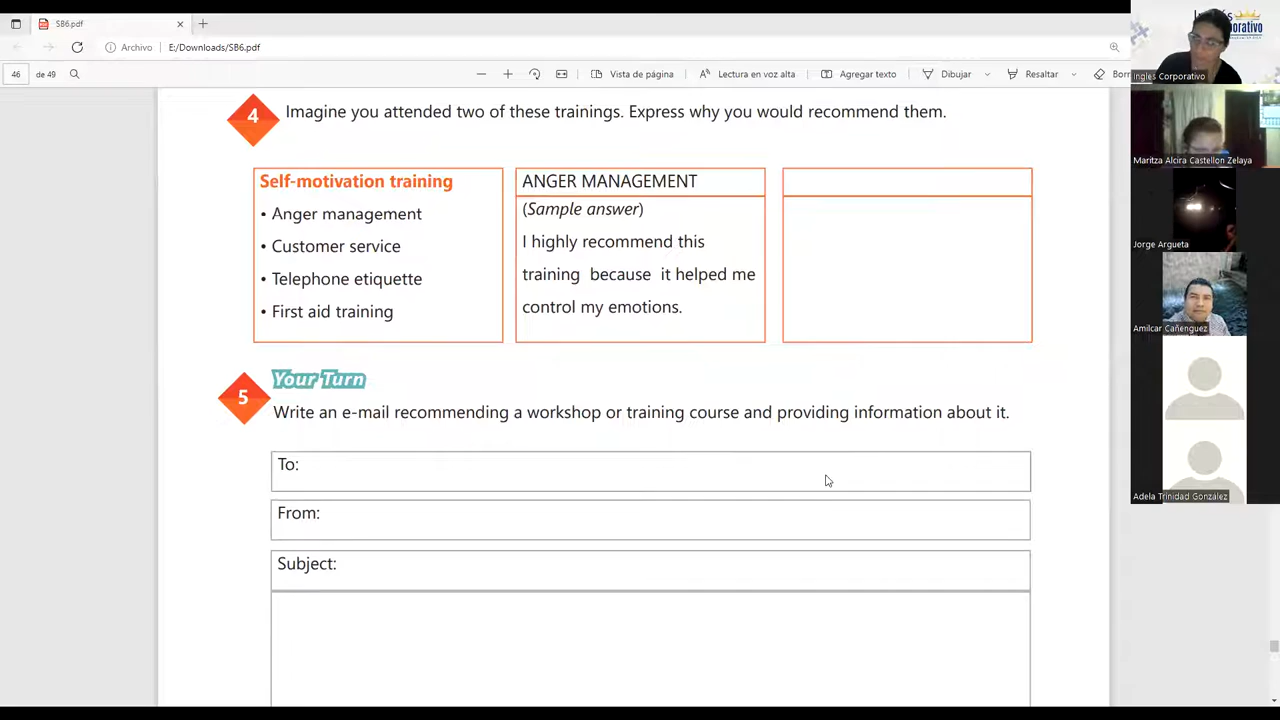 SB6.pdf
Archivo
E:/Downloads/SB6.pdf
46
de 49
Vista de página
Lectura en voz alta
Agregar texto
Dibujar
Resaltar
Borr
4
Imagine you attended two of these trainings. Express why you would recommend them.
Self-motivation training
• Anger management
• Customer service
• Telephone etiquette
• First aid training
ANGER MANAGEMENT
(Sample answer)
I highly recommend this
training because it helped me
control my emotions.
5
Your Turn
Write an e-mail recommending a workshop or training course and providing information about it.
To:
From:
Subject:
Ingles Corporativo
Maritza Alcira Castellon Zelaya
Jorge Argueta
Amilcar Cañenguez
Adela Trinidad González